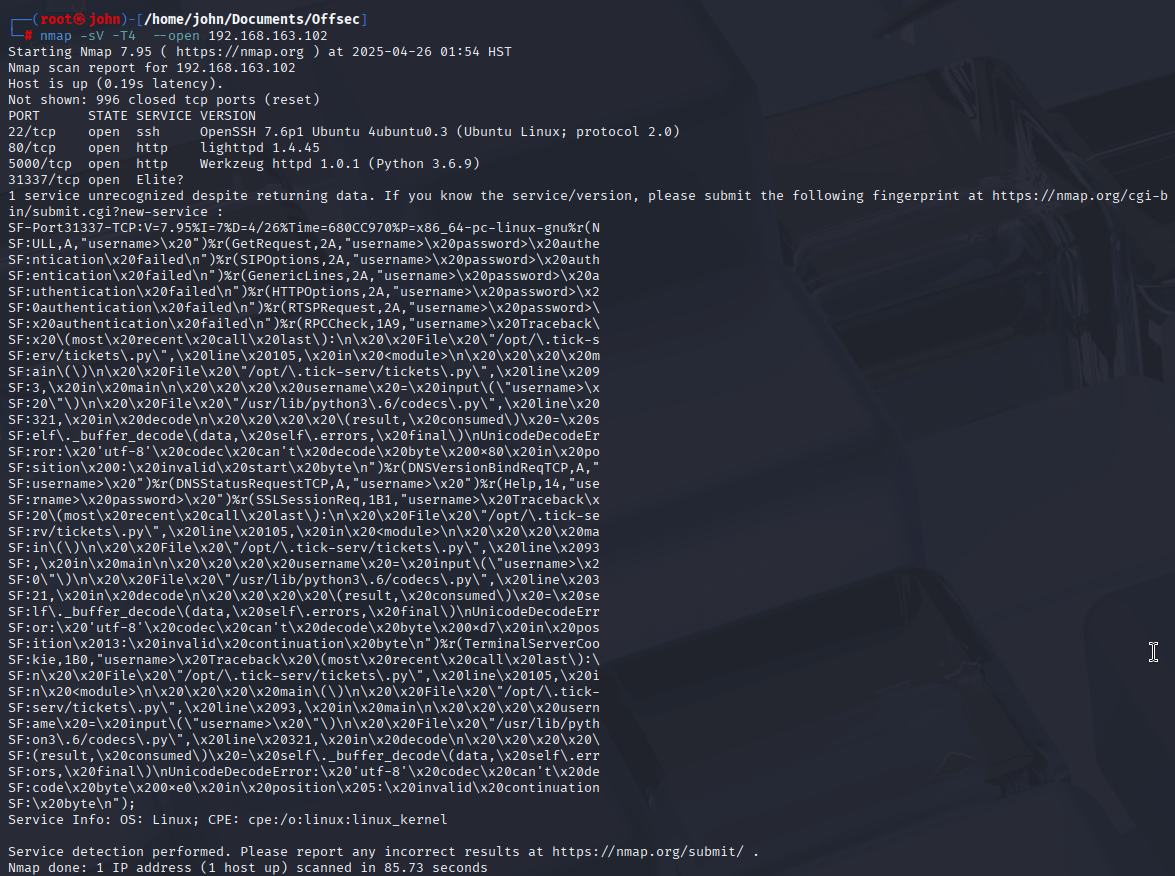 ┌──(root㉿john)-[/home/john/Documents/Offsec]
└─# nmap -sV -T4  --open 192.168.163.102
Starting Nmap 7.95 ( https://nmap.org ) at 2025-04-26 01:54 HST
Nmap scan report for 192.168.163.102
Host is up (0.19s latency).
Not shown: 996 closed tcp ports (reset)
PORT      STATE SERVICE VERSION
22/tcp    open  ssh     OpenSSH 7.6p1 Ubuntu 4ubuntu0.3 (Ubuntu Linux; protocol 2.0)
80/tcp    open  http    lighttpd 1.4.45
5000/tcp  open  http    Werkzeug httpd 1.0.1 (Python 3.6.9)
31337/tcp open  Elite?
1 service unrecognized despite returning data. If you know the service/version, please submit the following fingerprint at https://nmap.org/cgi-b
in/submit.cgi?new-service :
SF-Port31337-TCP:V=7.95%I=7%D=4/26%Time=680CC970%P=x86_64-pc-linux-gnu%r(N
SF:ULL,A,"username>\x20")%r(GetRequest,2A,"username>\x20password>\x20authe
SF:ntication\x20failed\n")%r(SIPOptions,2A,"username>\x20password>\x20auth
SF:entication\x20failed\n")%r(GenericLines,2A,"username>\x20password>\x20a
SF:uthentication\x20failed\n")%r(HTTPOptions,2A,"username>\x20password>\x2
SF:0authentication\x20failed\n")%r(RTSPRequest,2A,"username>\x20password>\
SF:x20authentication\x20failed\n")%r(RPCCheck,1A9,"username>\x20Traceback\
SF:x20\(most\x20recent\x20call\x20last\):\n\x20\x20File\x20\"/opt/\.tick-s
SF:erv/tickets\.py\",\x20line\x20105,\x20in\x20<module>\n\x20\x20\x20\x20m
SF:ain\(\)\n\x20\x20File\x20\"/opt/\.tick-serv/tickets\.py\",\x20line\x209
SF:3,\x20in\x20main\n\x20\x20\x20\x20username\x20=\x20input\(\"username>\x
SF:20\"\)\n\x20\x20File\x20\"/usr/lib/python3\.6/codecs\.py\",\x20line\x20
SF:321,\x20in\x20decode\n\x20\x20\x20\x20\(result,\x20consumed\)\x20=\x20s
SF:elf\._buffer_decode\(data,\x20self\.errors,\x20final\)\nUnicodeDecodeEr
SF:ror:\x20'utf-8'\x20codec\x20can't\x20decode\x20byte\x200x80\x20in\x20po
SF:sition\x200:\x20invalid\x20start\x20byte\n")%r(DNSVersionBindReqTCP,A,"
SF:username>\x20")%r(DNSStatusRequestTCP,A,"username>\x20")%r(Help,14,"use
SF:rname>\x20password>\x20")%r(SSLSessionReq,1B1,"username>\x20Traceback\x
SF:20\(most\x20recent\x20call\x20last\):\n\x20\x20File\x20\"/opt/\.tick-se
SF:rv/tickets\.py\",\x20line\x20105,\x20in\x20<module>\n\x20\x20\x20\x20ma
SF:in\(\)\n\x20\x20File\x20\"/opt/\.tick-serv/tickets\.py\",\x20line\x2093
SF:,\x20in\x20main\n\x20\x20\x20\x20username\x20=\x20input\(\"username>\x2
SF:0\"\)\n\x20\x20File\x20\"/usr/lib/python3\.6/codecs\.py\",\x20line\x203
SF:21,\x20in\x20decode\n\x20\x20\x20\x20\(result,\x20consumed\)\x20=\x20se
SF:lf\._buffer_decode\(data,\x20self\.errors,\x20final\)\nUnicodeDecodeErr
SF:or:\x20'utf-8'\x20codec\x20can't\x20decode\x20byte\x200xd7\x20in\x20pos
SF:ition\x2013:\x20invalid\x20continuation\x20byte\n")%r(TerminalServerCoo
SF:kie,1B0,"username>\x20Traceback\x20\(most\x20recent\x20call\x20last\):\
SF:n\x20\x20File\x20\"/opt/\.tick-serv/tickets\.py\",\x20line\x20105,\x20i
SF:n\x20<module>\n\x20\x20\x20\x20main\(\)\n\x20\x20File\x20\"/opt/\.tick-
SF:serv/tickets\.py\",\x20line\x2093,\x20in\x20main\n\x20\x20\x20\x20usern
SF:ame\x20=\x20input\(\"username>\x20\"\)\n\x20\x20File\x20\"/usr/lib/pyth
SF:on3\.6/codecs\.py\",\x20line\x20321,\x20in\x20decode\n\x20\x20\x20\x20\
SF:(result,\x20consumed\)\x20=\x20self\._buffer_decode\(data,\x20self\.err
SF:ors,\x20final\)\nUnicodeDecodeError:\x20'utf-8'\x20codec\x20can't\x20de
SF:code\x20byte\x200xe0\x20in\x20position\x205:\x20invalid\x20continuation
SF:\x20byte\n");
Service Info: OS: Linux; CPE: cpe:/o:linux:linux_kernel

Service detection performed. Please report any incorrect results at https://nmap.org/submit/ .
Nmap done: 1 IP address (1 host up) scanned in 85.73 seconds